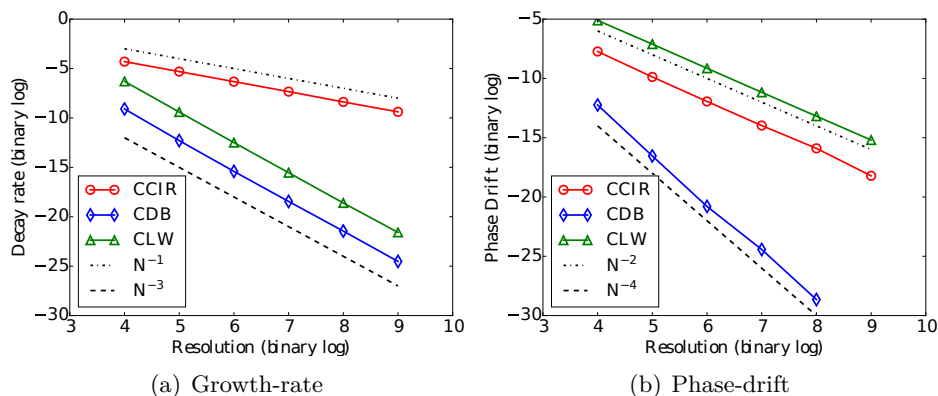 0
−5
−10
−15
−20
−25
−30
3 4 5 6 7 8 9 10
Resolution (binary log)
Decay rate (binary log)
CCIR
CDB
CLW
N⁻¹
N⁻³
(a) Growth-rate
−5
−10
−15
−20
−25
−30
3 4 5 6 7 8 9 10
Resolution (binary log)
Phase Drift (binary log)
CCIR
CDB
CLW
N⁻²
N⁻⁴
(b) Phase-drift